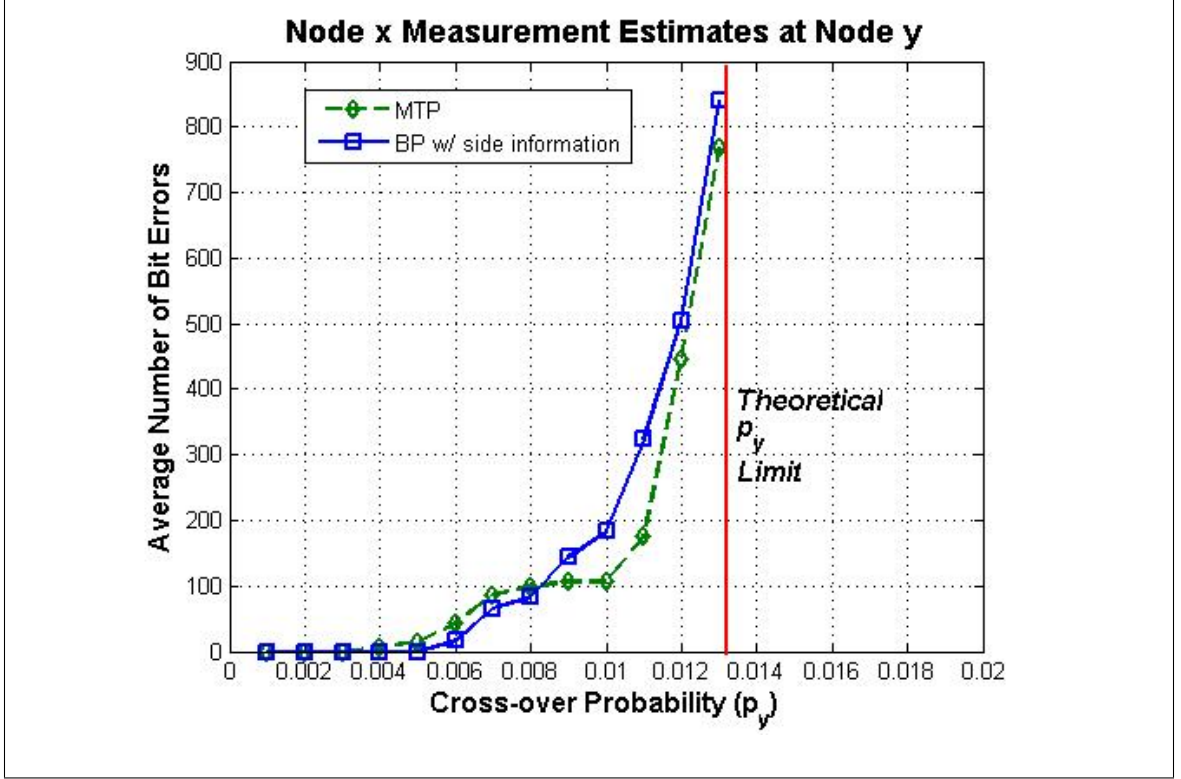 Node x Measurement Estimates at Node y
900
800
700
600
500
400
300
200
100
0
Average Number of Bit Errors
MTP
BP w/ side information
Theoretical
py
Limit
0 0.002 0.004 0.006 0.008 0.01 0.012 0.014 0.016 0.018 0.02
Cross-over Probability (py)